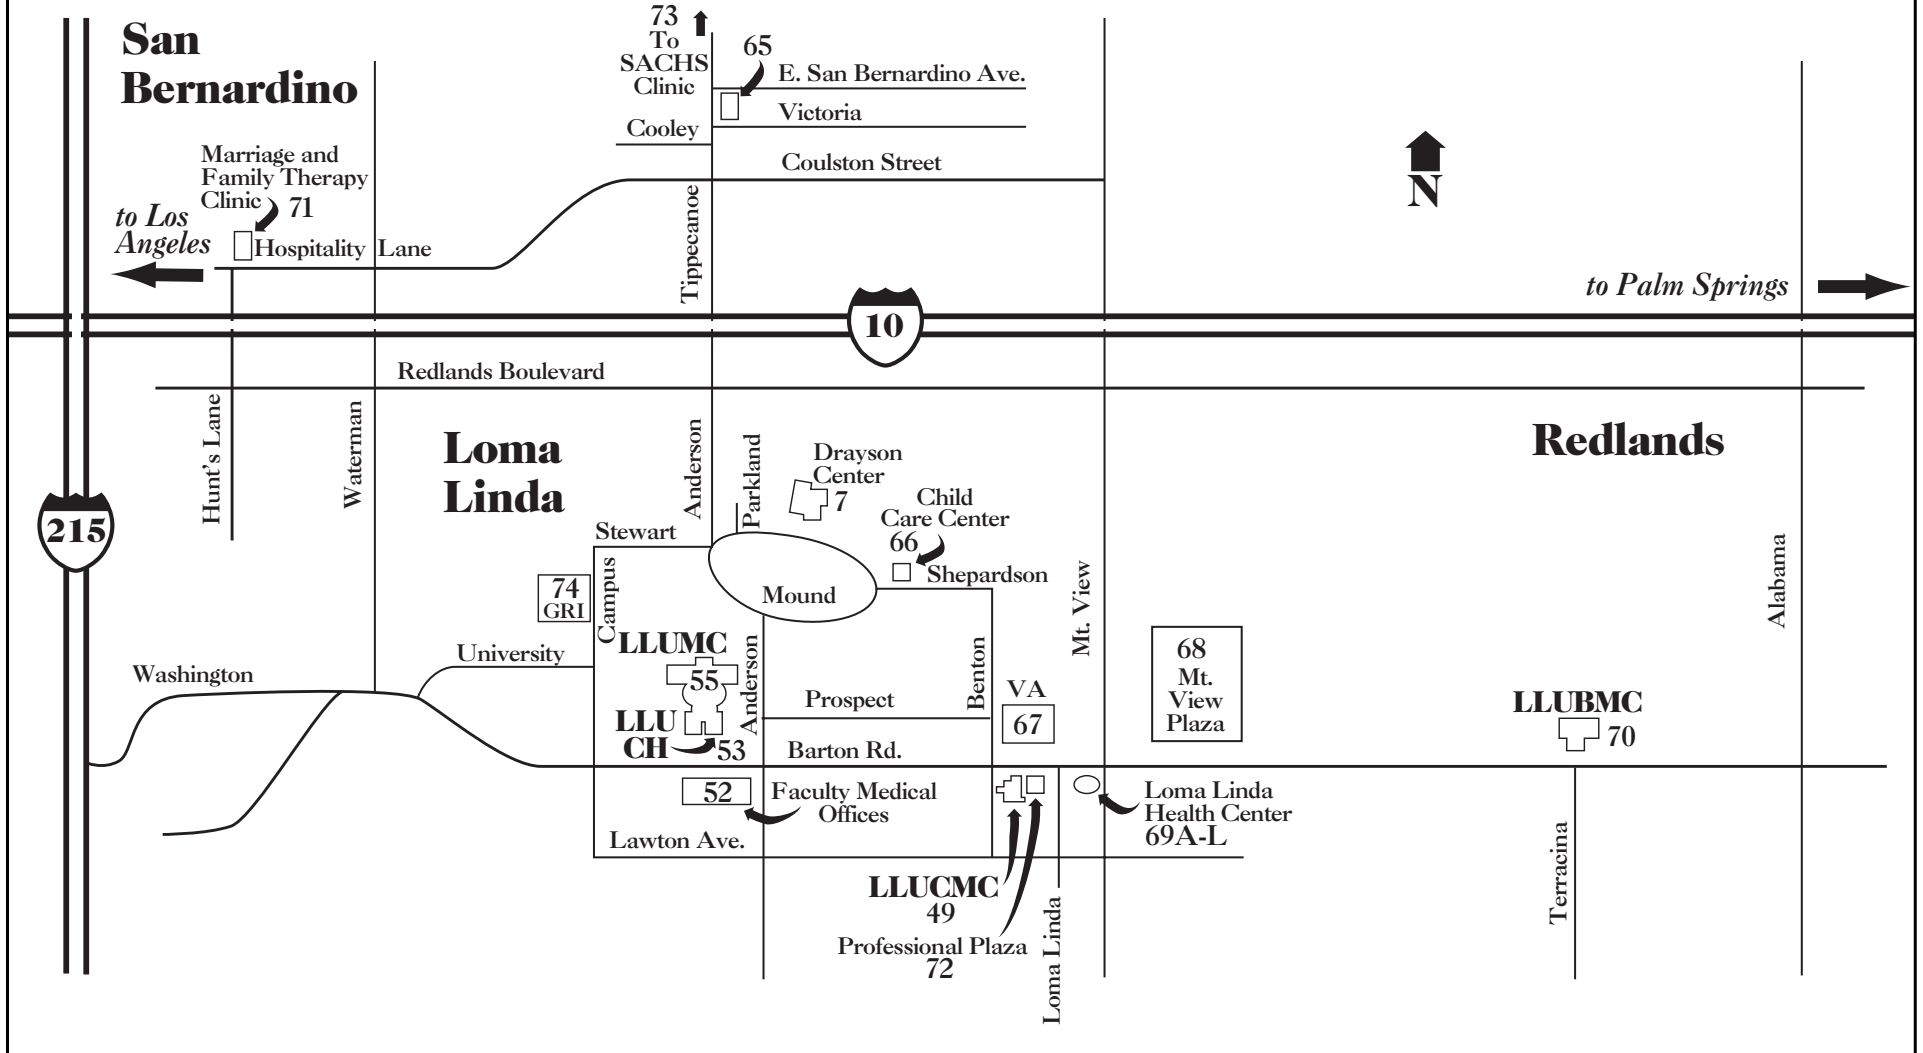 San
Bernardino
73
To
SACHS
Clinic
65
E. San Bernardino Ave.
Victoria
Cooley
Coulston Street
Marriage and
Family Therapy
Clinic
71
to Los
Angeles
Hospitality Lane
Tippecanoe
N
to Palm Springs
10
Redlands Boulevard
Hunt's Lane
Waterman
Loma
Linda
Anderson
Parkland
Drayson
Center
7
Child
Care Center
66
Redlands
215
Stewart
Shepardson
74
GRI
Campus
Mound
Mt. View
Alabama
LLUMC
55
University
Washington
Anderson
Benton
Prospect
VA
67
68
Mt.
View
Plaza
LLUBMC
70
LLU
CH
53
Barton Rd.
52
Faculty Medical
Offices
Loma Linda
Health Center
69A-L
Lawton Ave.
LLUCMC
49
Professional Plaza
72
Loma Linda
Terracina